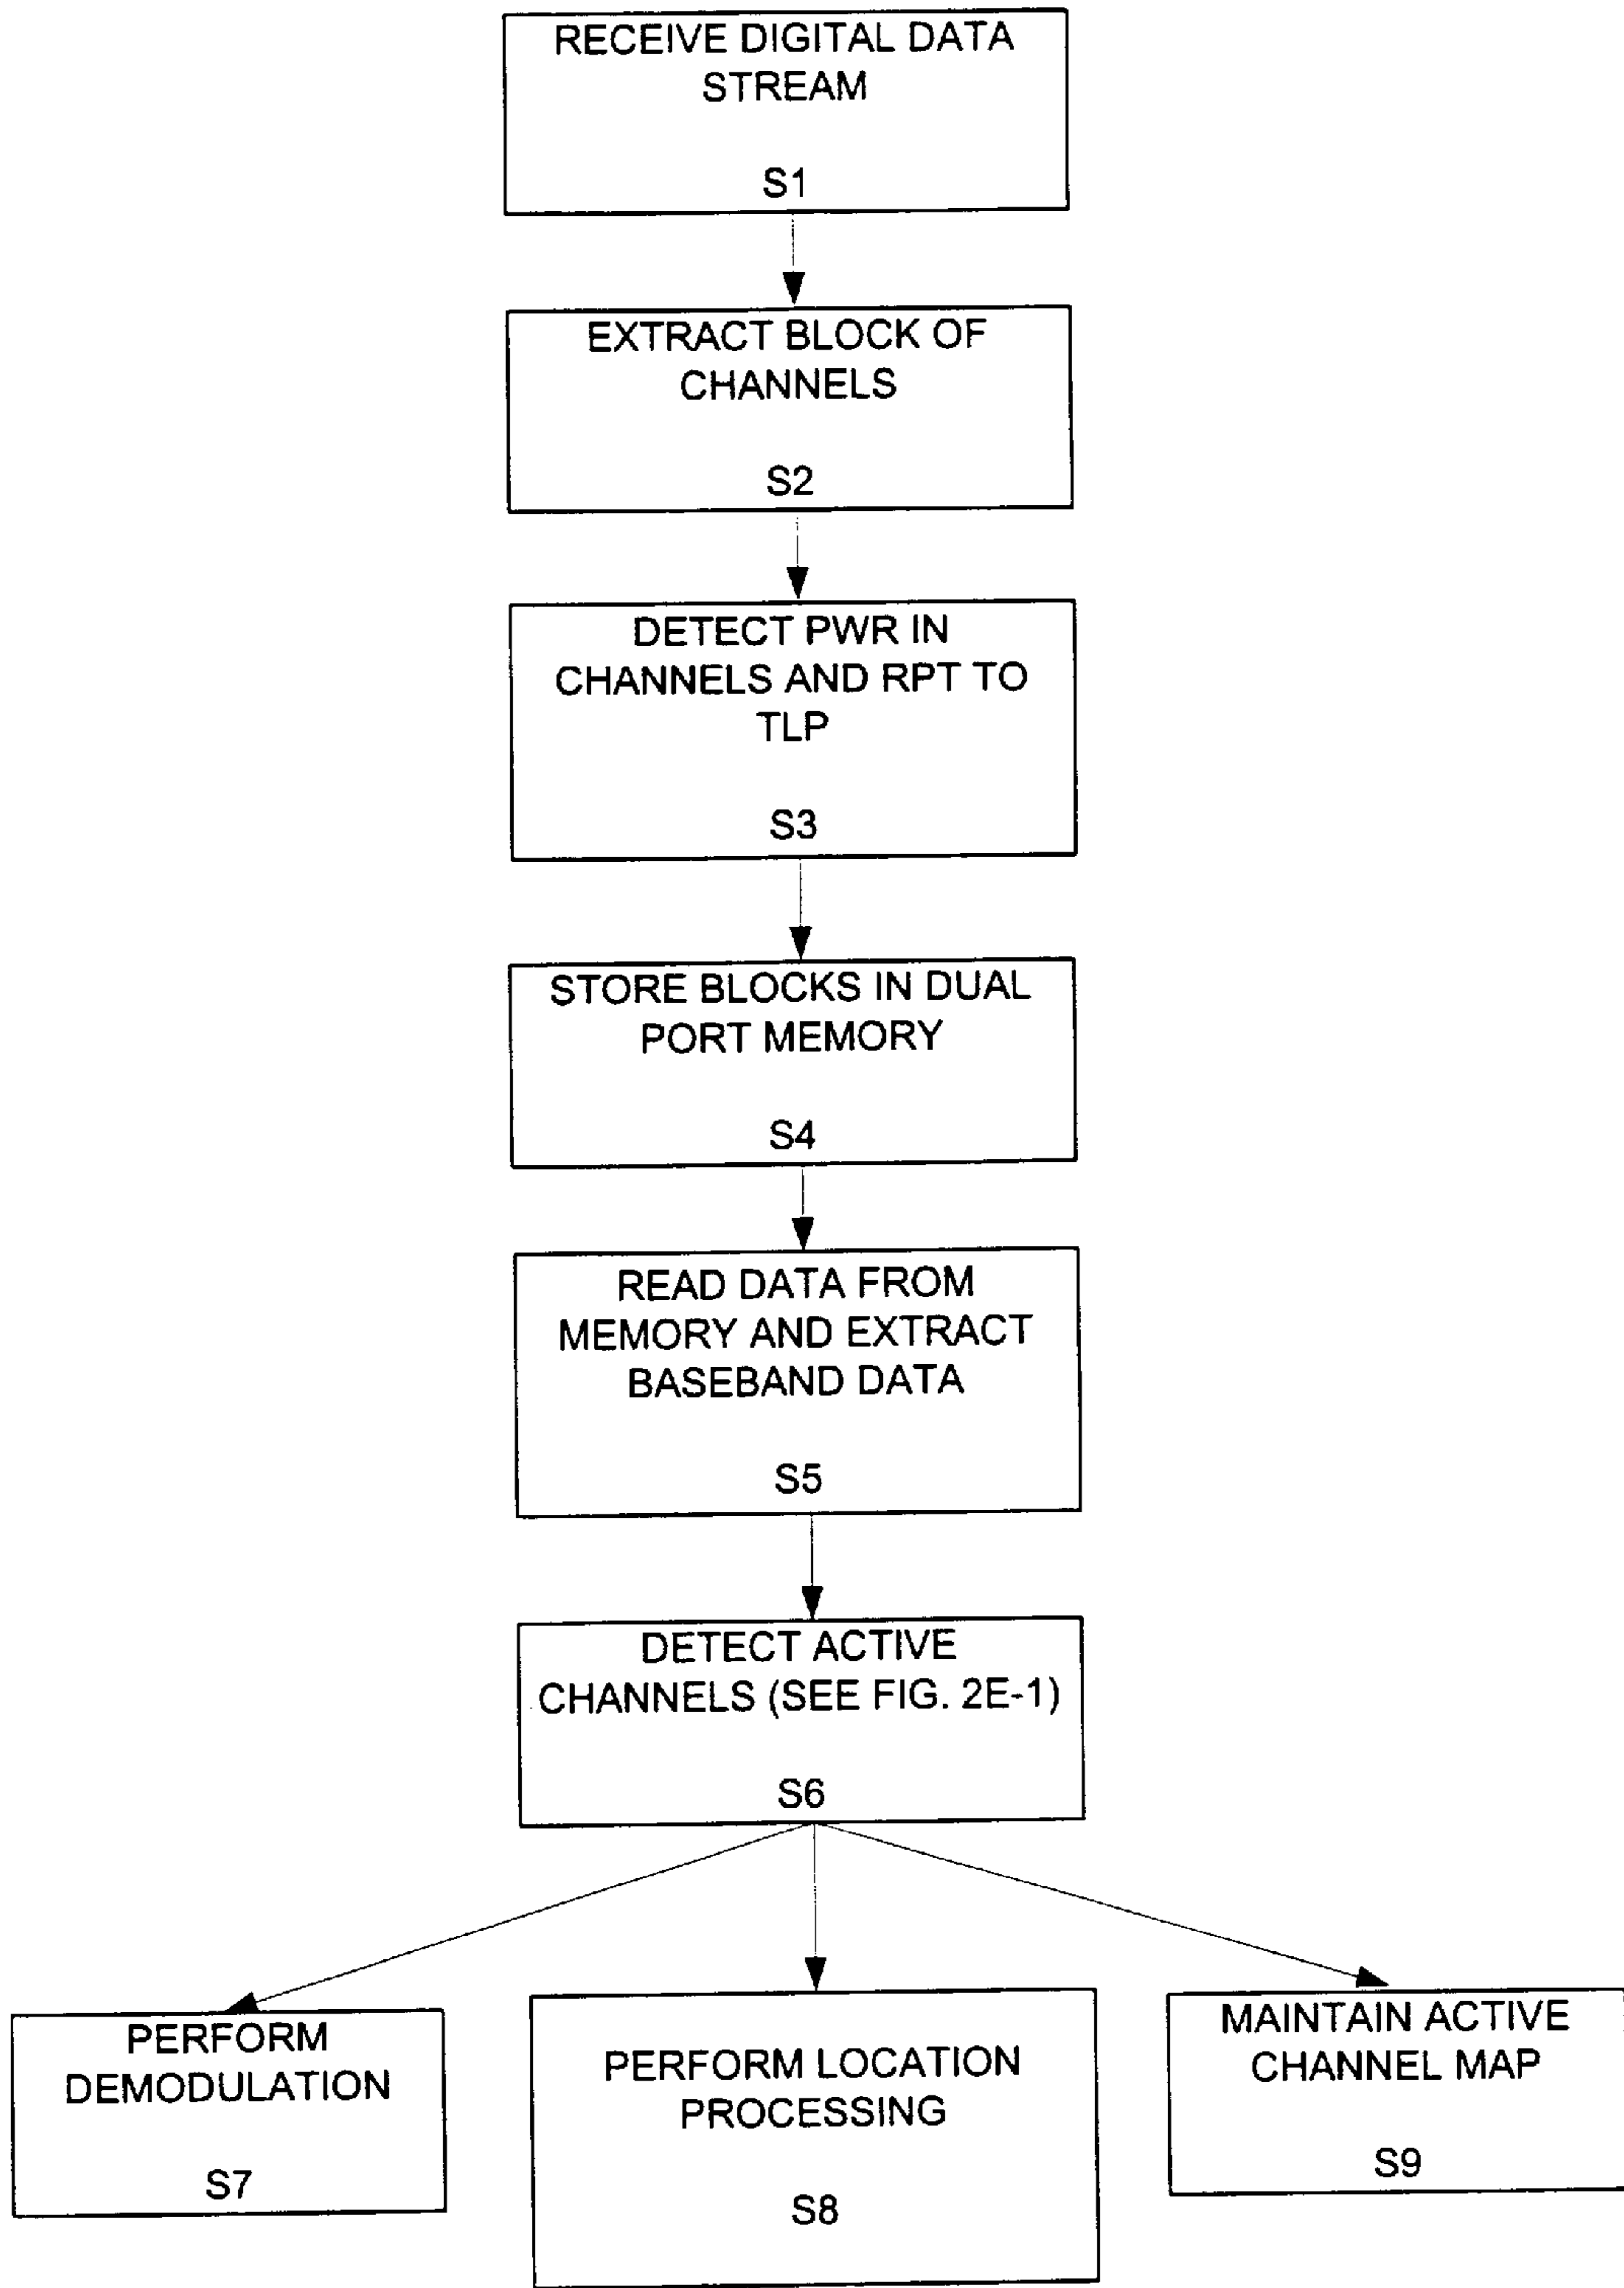 RECEIVE DIGITAL DATA
STREAM
S1
EXTRACT BLOCK OF
CHANNELS
S2
DETECT PWR IN
CHANNELS AND RPT TO
TLP
S3
STORE BLOCKS IN DUAL
PORT MEMORY
S4
READ DATA FROM
MEMORY AND EXTRACT
BASEBAND DATA
S5
DETECT ACTIVE
CHANNELS (SEE FIG. 2E-1)
S6
PERFORM
DEMODULATION
S7
PERFORM LOCATION
PROCESSING
S8
MAINTAIN ACTIVE
CHANNEL MAP
S9